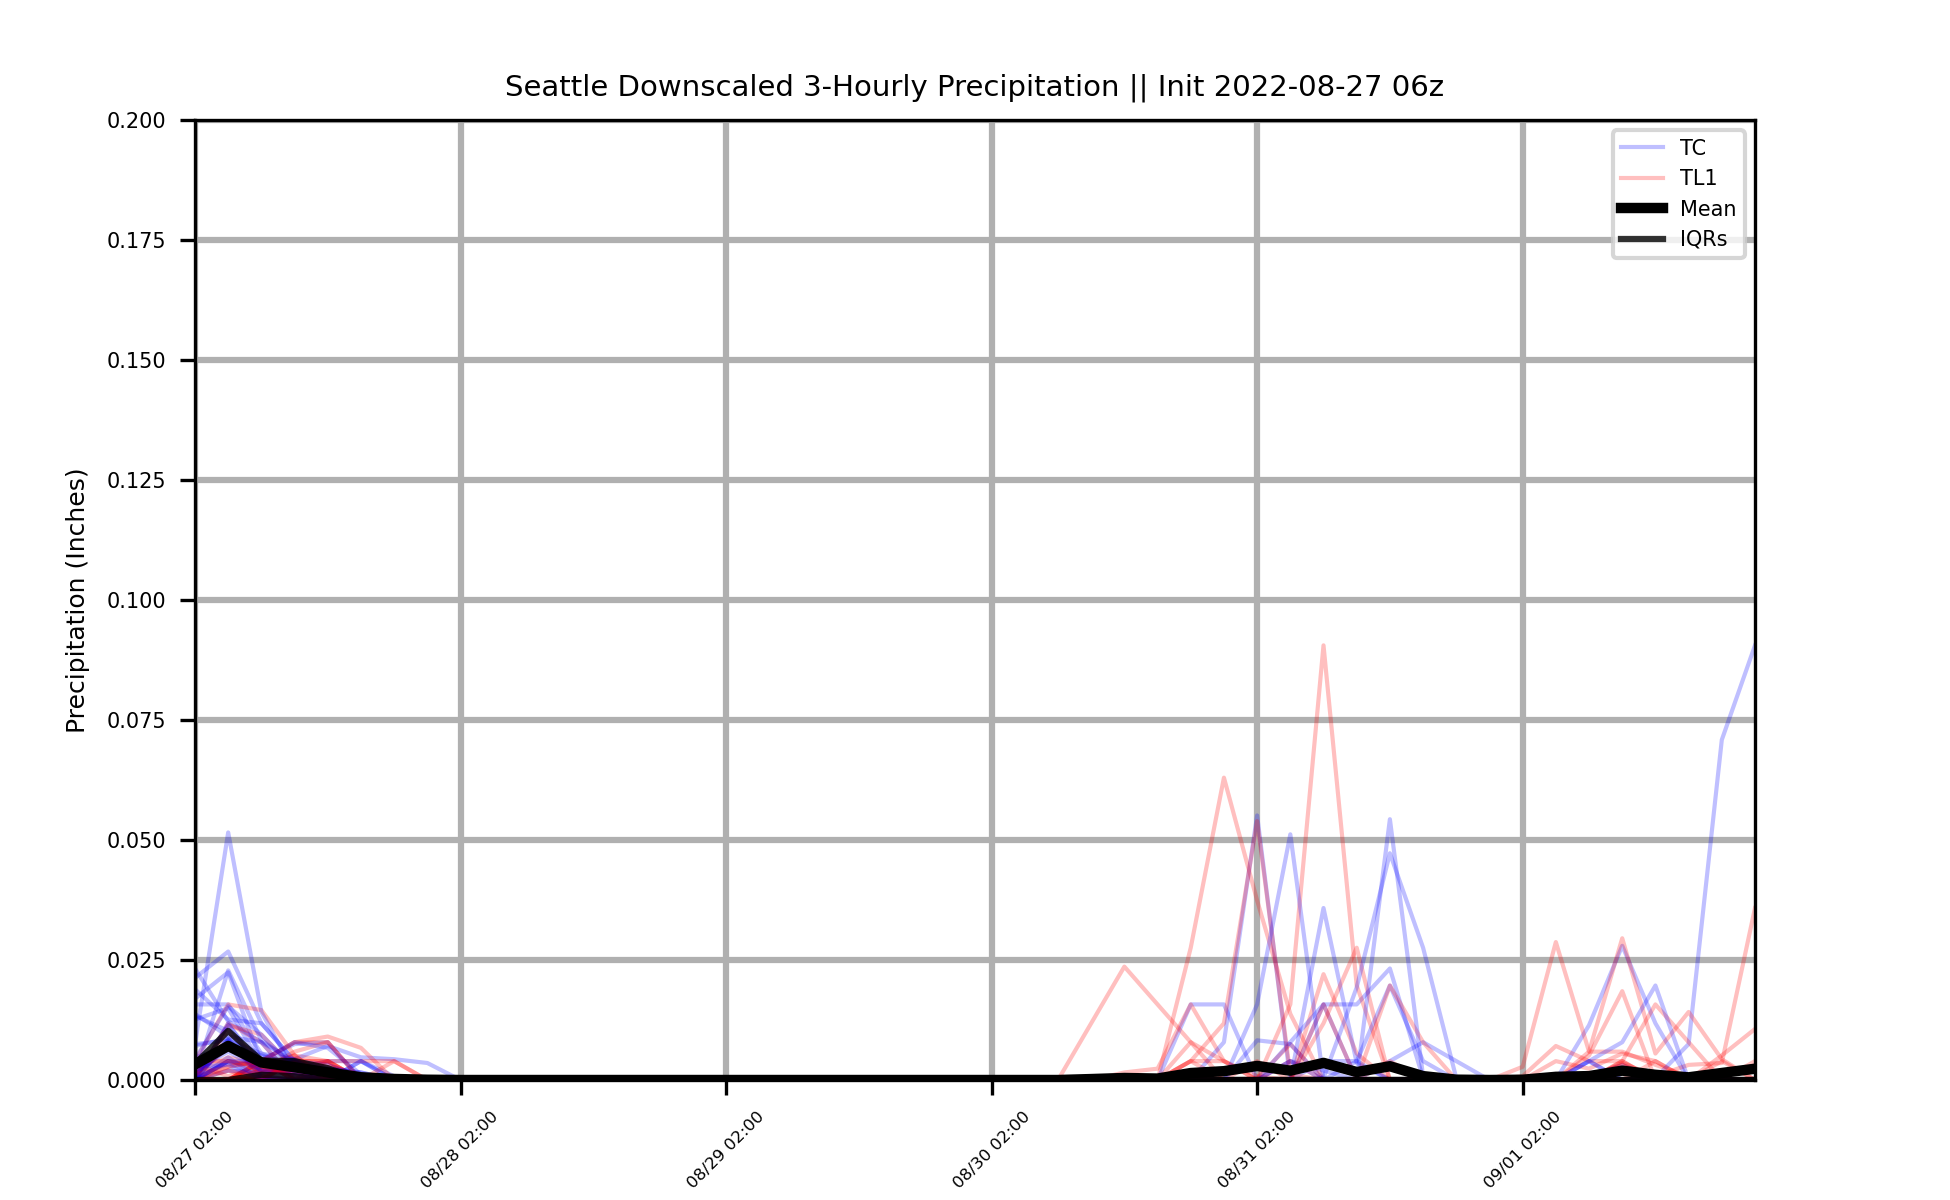 Seattle Downscaled 3-Hourly Precipitation || Init 2022-08-27 06z
0.200
0.175
0.150
0.125
0.100
0.075
0.050
0.025
0.000
Precipitation (Inches)
TC
TL1
Mean
IQRs
08/27 02:00
08/28 02:00
08/29 02:00
08/30 02:00
08/31 02:00
09/01 02:00